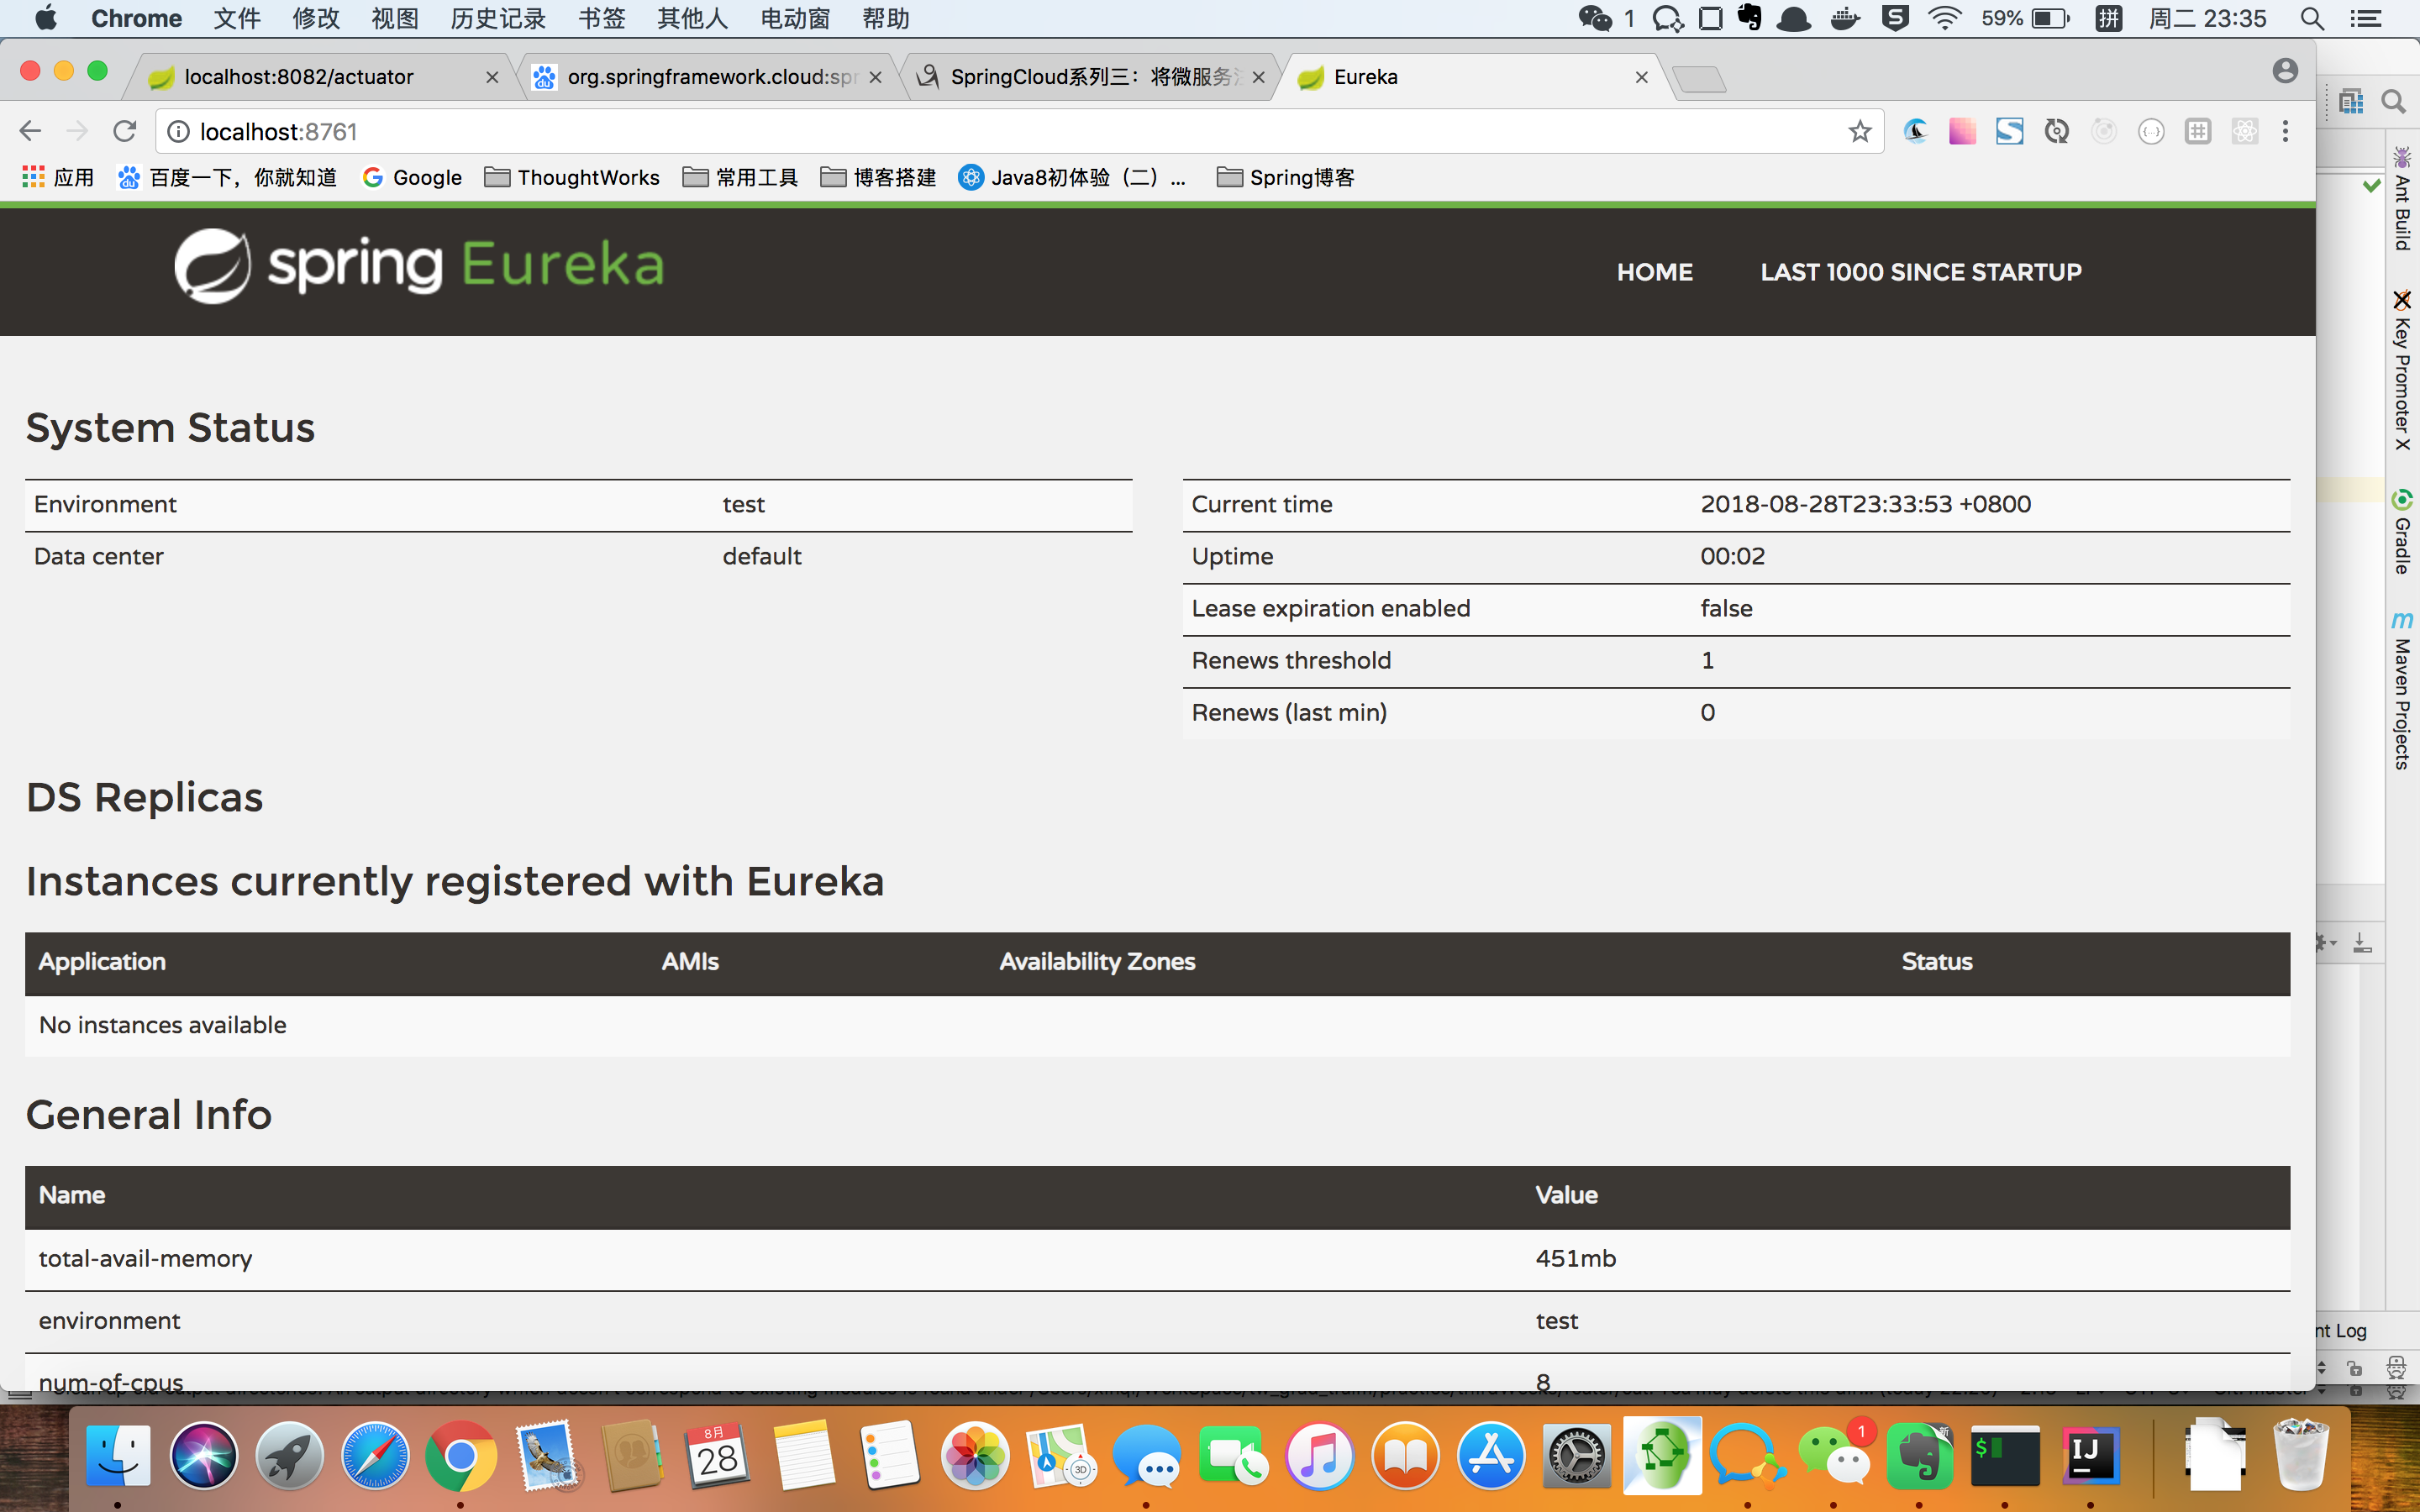 Chrome 文件 修改 视图 历史记录 书签 其他人 电动窗 帮助 1 59% 拼 周二 23:35
localhost:8082/actuator org.springframework.cloud:spr SpringCloud系列三：将微服务注 Eureka
localhost:8761
应用 百度一下，你就知道 Google ThoughtWorks 常用工具 博客搭建 Java8初体验（二）... Spring博客
spring Eureka
HOME LAST 1000 SINCE STARTUP
System Status
Environment test
Data center default
Current time 2018-08-28T23:33:53 +0800
Uptime 00:02
Lease expiration enabled false
Renews threshold 1
Renews (last min) 0
DS Replicas
Instances currently registered with Eureka
Application AMIs Availability Zones Status
No instances available
General Info
Name Value
total-avail-memory 451mb
environment test
num-of-cpus 8
Ant Build
Key Promoter X
Gradle
m Maven Projects
nt Log
8月
28
3D
1
新
$
IJ